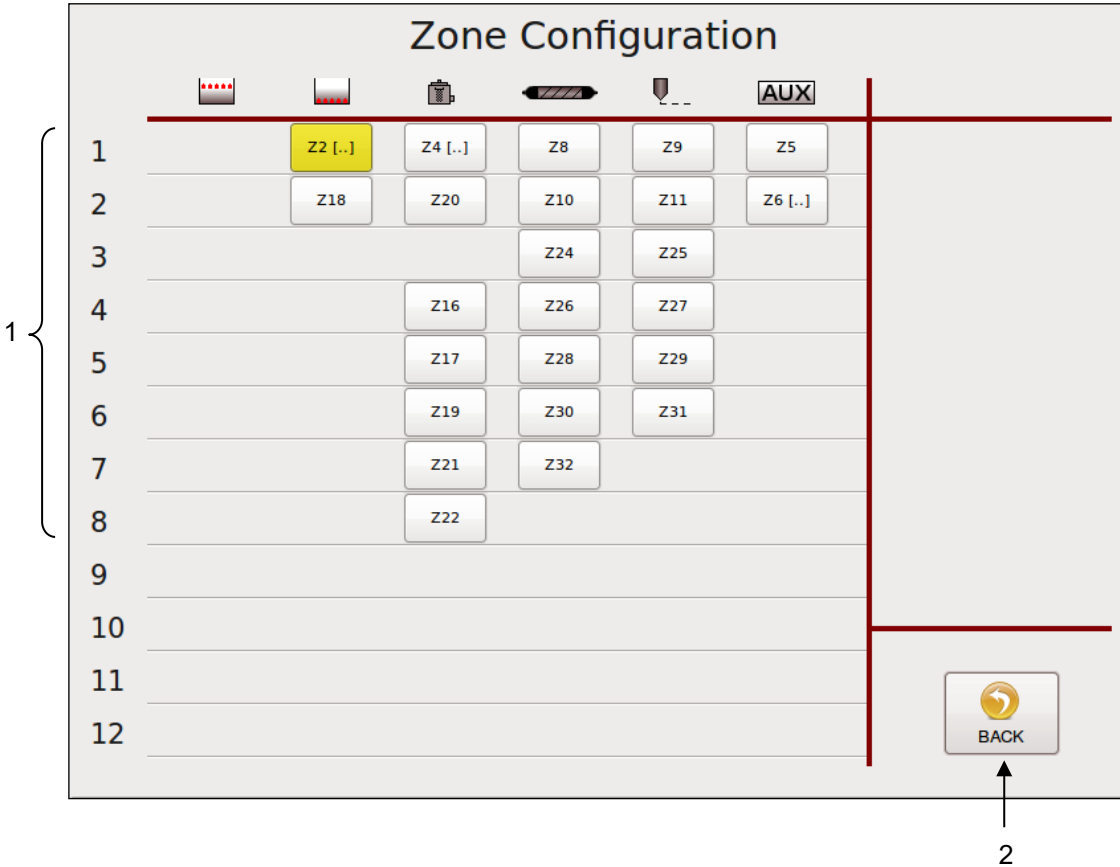 Zone Configuration
AUX
1 Z2 [..] Z4 [..] Z8 Z9 Z5
2 Z18 Z20 Z10 Z11 Z6 [..]
3 Z24 Z25
4 Z16 Z26 Z27
1
5 Z17 Z28 Z29
6 Z19 Z30 Z31
7 Z21 Z32
8 Z22
9
10
11
12
BACK
2